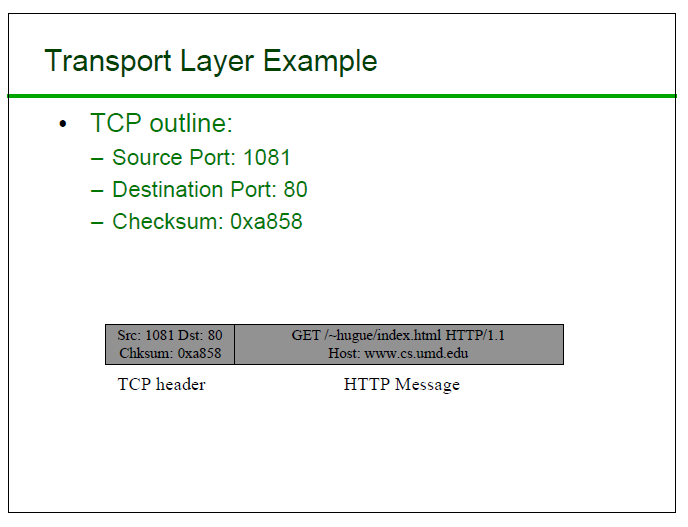 Transport Layer Example
• TCP outline:
– Source Port: 1081
– Destination Port: 80
– Checksum: 0xa858
Src: 1081 Dst: 80
Chksum: 0xa858
GET /~hugue/index.html HTTP/1.1
Host: www.cs.umd.edu
TCP header
HTTP Message